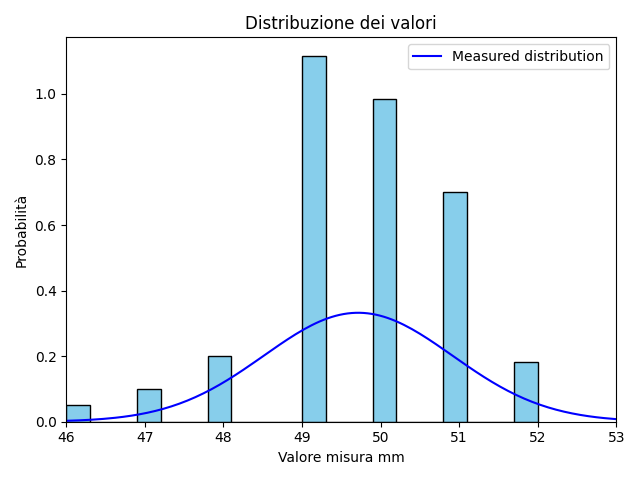 Distribuzione dei valori
Measured distribution
Probabilità
1.0
0.8
0.6
0.4
0.2
0.0
46 47 48 49 50 51 52 53
Valore misura mm